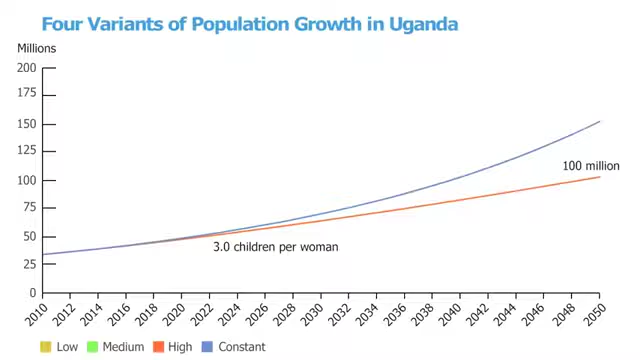 Four Variants of Population Growth in Uganda
Millions
200
175
150
125
100
75
50
25
0
100 million
3.0 children per woman
2010 2012 2014 2016 2018 2020 2022 2024 2026 2028 2030 2032 2034 2036 2038 2040 2042 2044 2046 2048 2050
Low Medium High Constant